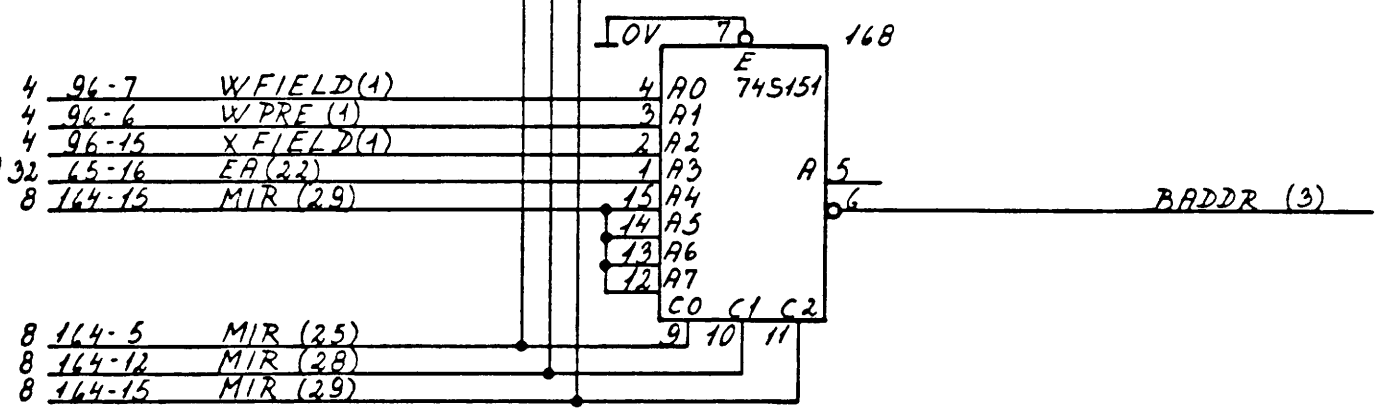 0V 7 168
E
4 96-7 WFIELD(1) 4 A0 74S151
4 96-6 WPRE (1) 3 A1
4 96-15 XFIELD(1) 2 A2
32 65-16 EA(22) 1 A3 A 5
8 164-15 MIR (29) 15 A4 6 BADDR (3)
14 A5
13 A6
12 A7
C0 C1 C2
8 164-5 MIR (25) 9 10 11
8 164-12 MIR (28)
8 164-15 MIR (29)